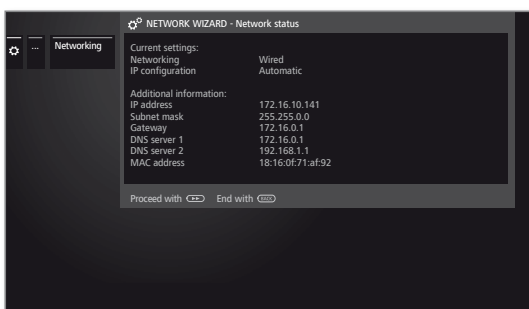 NETWORK WIZARD - Network status
... Networking
Current settings:
Networking Wired
IP configuration Automatic
Additional information:
IP address 172.16.10.141
Subnet mask 255.255.0.0
Gateway 172.16.0.1
DNS server 1 172.16.0.1
DNS server 2 192.168.1.1
MAC address 18:16:0f:71:af:92
Proceed with End with BACK